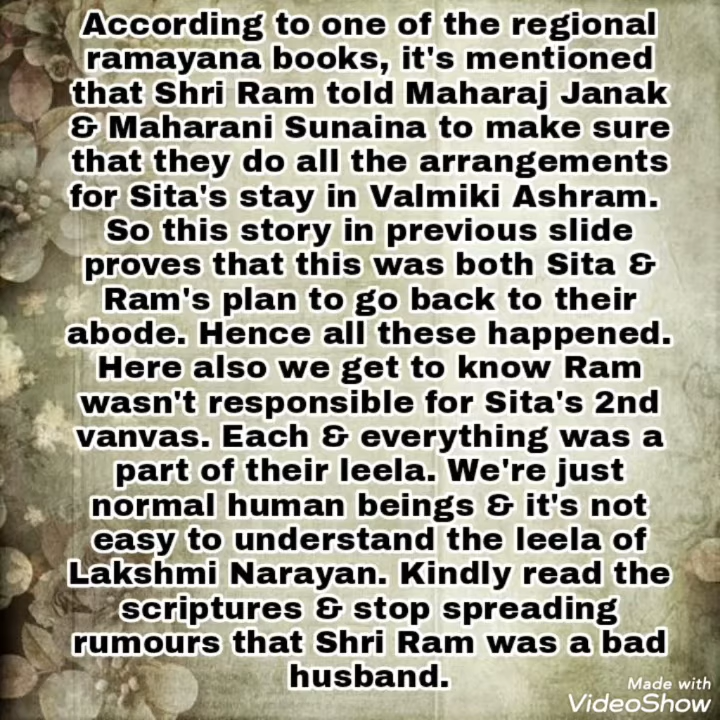 According to one of the regional
ramayana books, it's mentioned
that Shri Ram told Maharaj Janak
& Maharani Sunaina to make sure
that they do all the arrangements
for Sita's stay in Valmiki Ashram.
So this story in previous slide
proves that this was both Sita &
Ram's plan to go back to their
abode. Hence all these happened.
Here also we get to know Ram
wasn't responsible for Sita's 2nd
vanvas. Each & everything was a
part of their leela. We're just
normal human beings & it's not
easy to understand the leela of
Lakshmi Narayan. Kindly read the
scriptures & stop spreading
rumours that Shri Ram was a bad
husband.
Made with
VideoShow